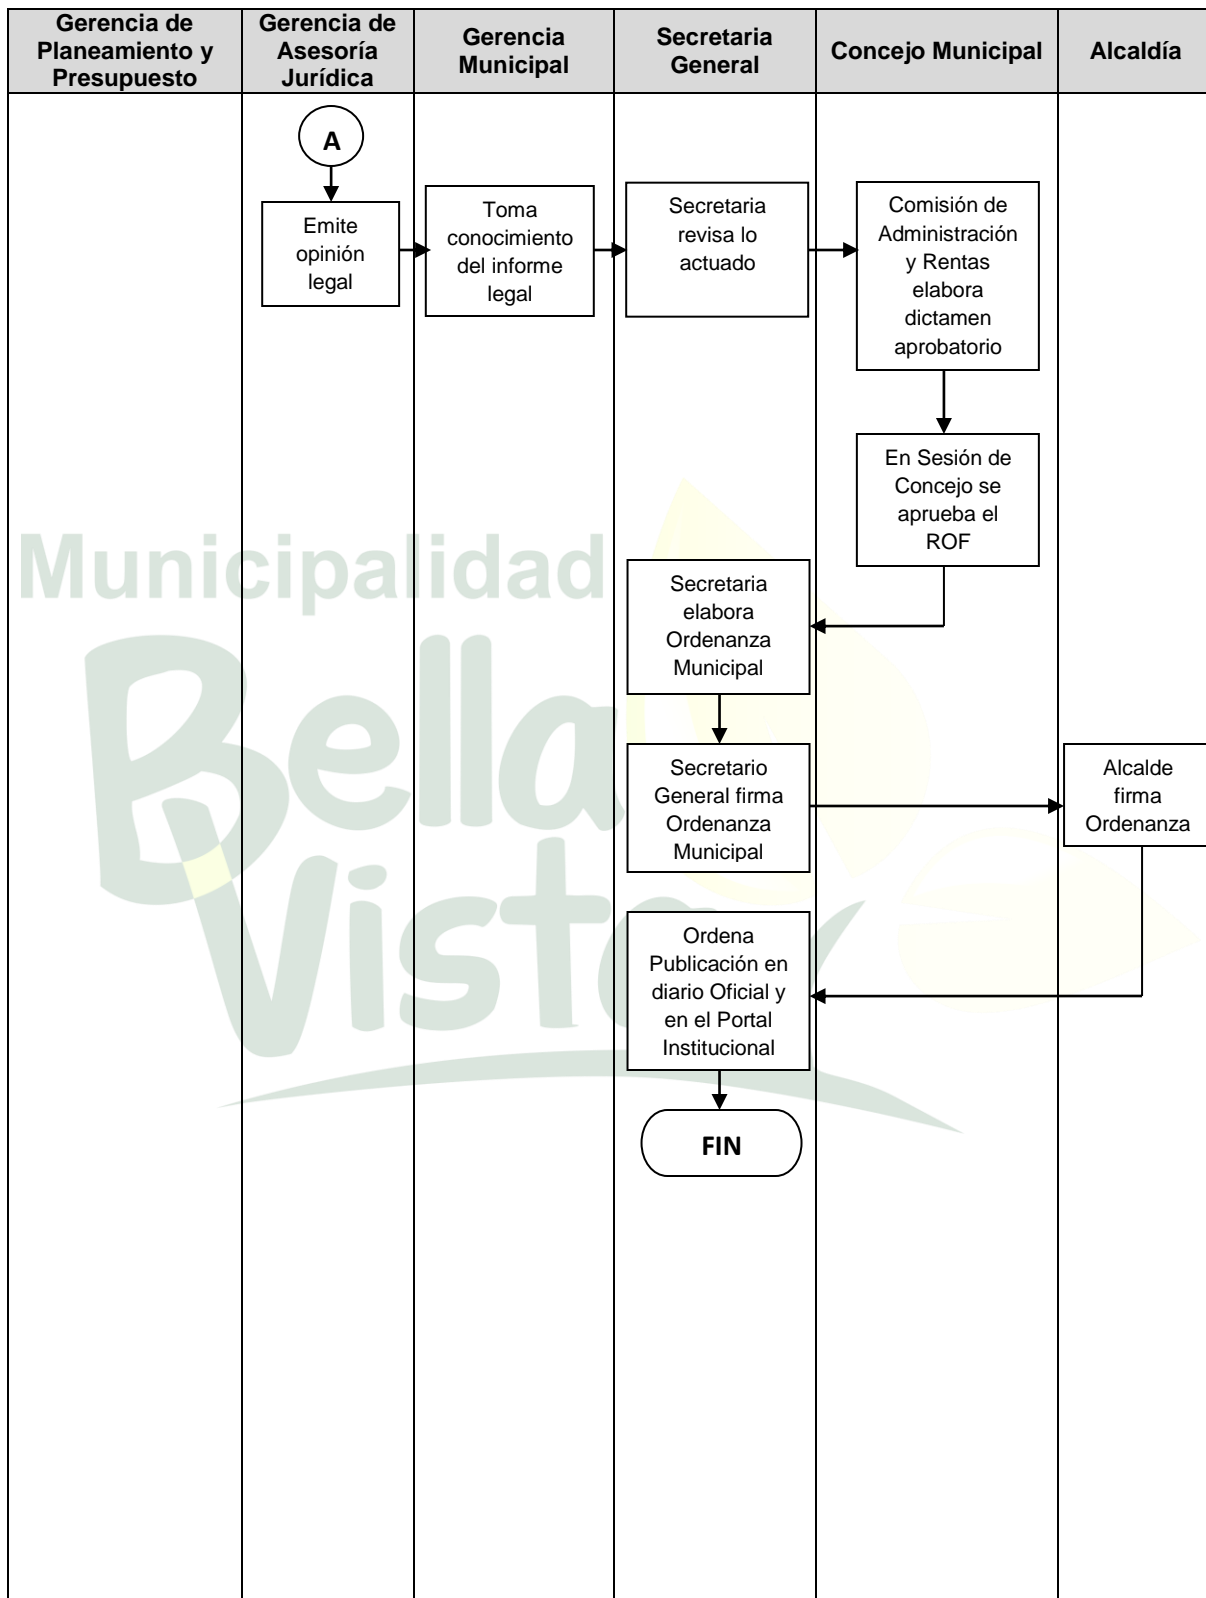 Gerencia de
Planeamiento y
Presupuesto
Gerencia de
Asesoría
Jurídica
Gerencia
Municipal
Secretaria
General
Concejo Municipal
Alcaldía
A
Emite
opinión
legal
Toma
conocimiento
del informe
legal
Secretaria
revisa lo
actuado
Comisión de
Administración
y Rentas
elabora
dictamen
aprobatorio
En Sesión de
Concejo se
aprueba el
ROF
Secretaria
elabora
Ordenanza
Municipal
Secretario
General firma
Ordenanza
Municipal
Alcalde
firma
Ordenanza
Ordena
Publicación en
diario Oficial y
en el Portal
Institucional
FIN
Municipalidad
Bella
Vista